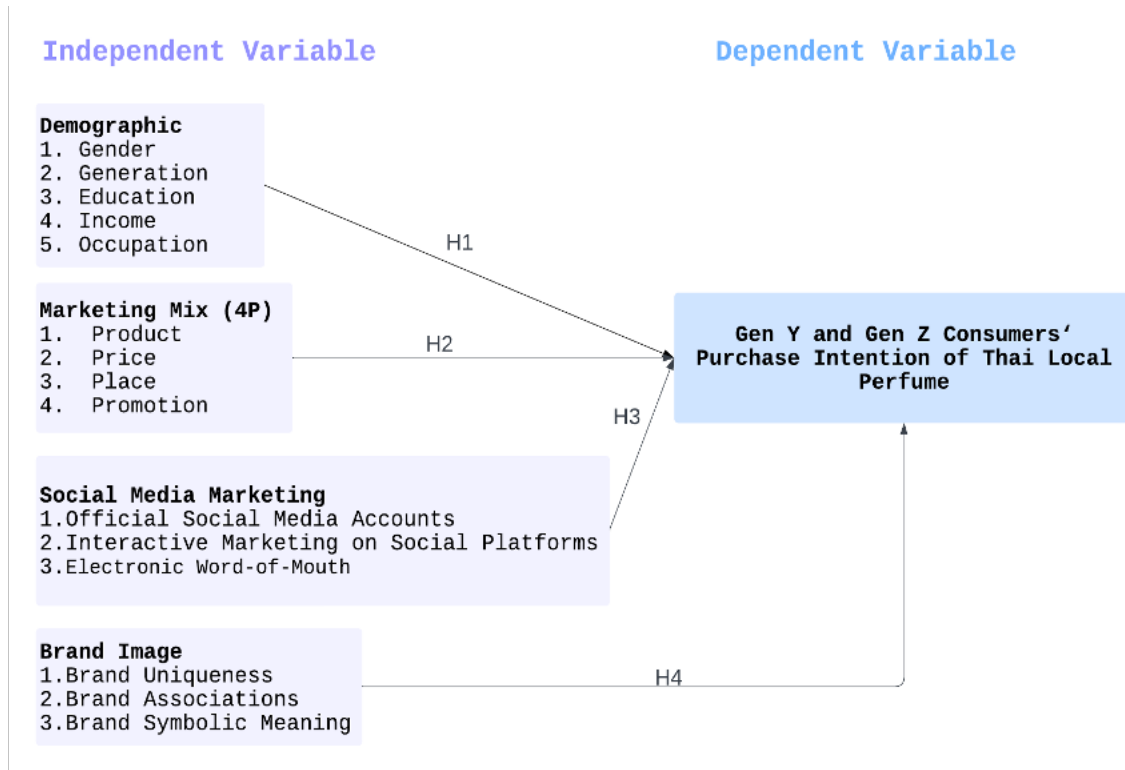 Independent Variable
Dependent Variable
Demographic
1. Gender
2. Generation
3. Education
4. Income
5. Occupation
H1
Marketing Mix (4P)
1. Product
2. Price
3. Place
4. Promotion
H2
Gen Y and Gen Z Consumers‘
Purchase Intention of Thai Local
Perfume
H3
Social Media Marketing
1.Official Social Media Accounts
2.Interactive Marketing on Social Platforms
3.Electronic Word-of-Mouth
Brand Image
1.Brand Uniqueness
2.Brand Associations
3.Brand Symbolic Meaning
H4